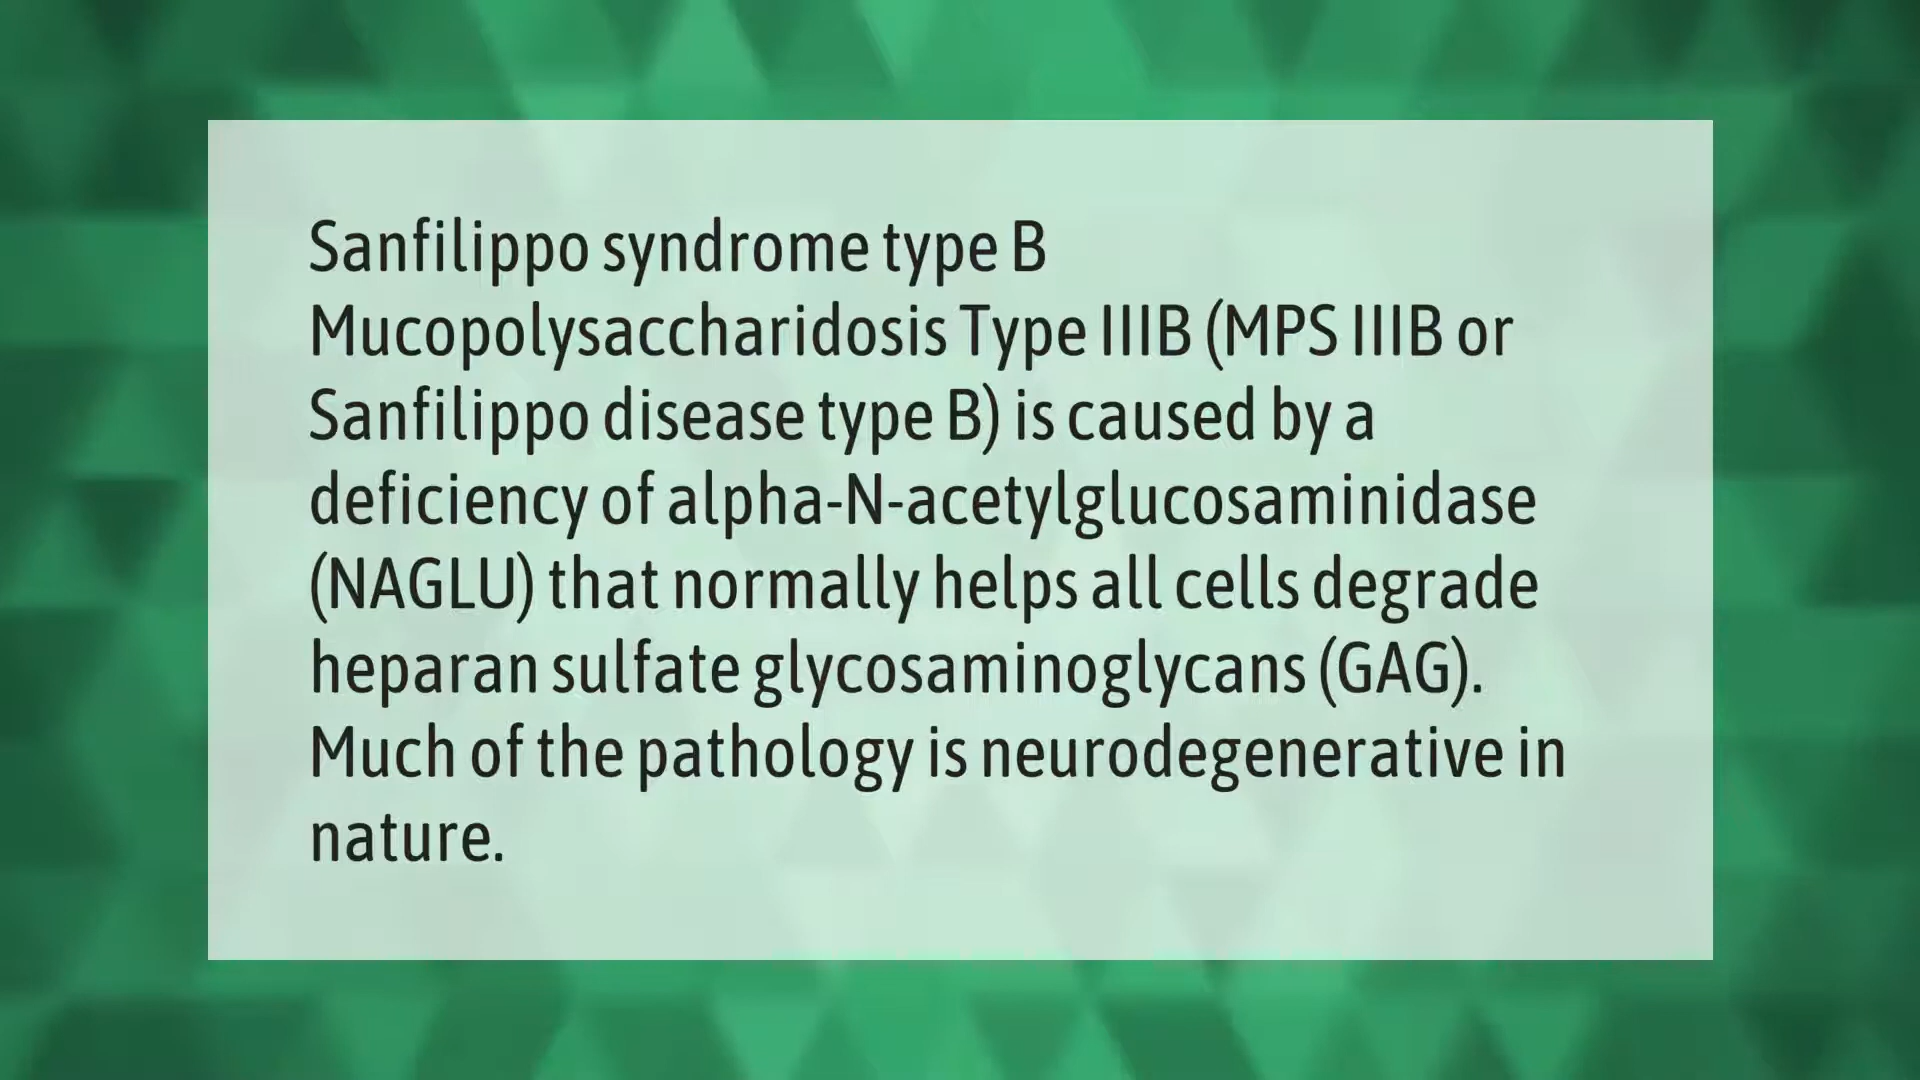 Sanfilippo syndrome type B
Mucopolysaccharidosis Type IIIB (MPS IIIB or
Sanfilippo disease type B) is caused by a
deficiency of alpha-N-acetylglucosaminidase
(NAGLU) that normally helps all cells degrade
heparan sulfate glycosaminoglycans (GAG).
Much of the pathology is neurodegenerative in
nature.